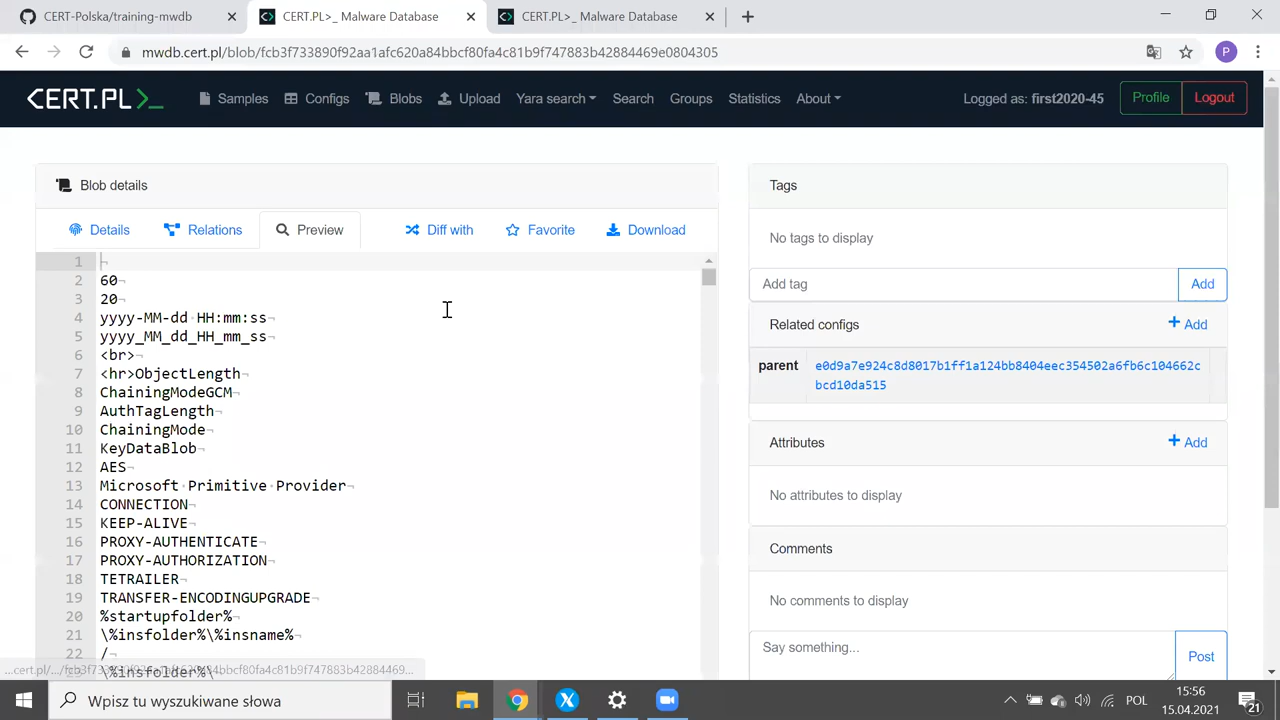 CERT-Polska/training-mwdb
CERT.PL>_ Malware Database
CERT.PL>_ Malware Database
mwdb.cert.pl/blob/fcb3f733890f92aa1afc620a84bbcf80fa4c81b9f747883b42884469e0804305
P
CERT.PL>_
Samples
Configs
Blobs
Upload
Yara search
Search
Groups
Statistics
About
Logged as: first2020-45
Profile
Logout
Blob details
Details
Relations
Preview
Diff with
Favorite
Download
1
2 60
3 20
4 yyyy-MM-dd HH:mm:ss
5 yyyy_MM_dd_HH_mm_ss
6 <br>
7 <hr>ObjectLength
8 ChainingModeGCM
9 AuthTagLength
10 ChainingMode
11 KeyDataBlob
12 AES
13 Microsoft Primitive Provider
14 CONNECTION
15 KEEP-ALIVE
16 PROXY-AUTHENTICATE
17 PROXY-AUTHORIZATION
18 TETRAILER
19 TRANSFER-ENCODINGUPGRADE
20 %startupfolder%
21 \%insfolder%\%insname%
22 /
\%insfolder%\
Tags
No tags to display
Add tag
Add
Related configs
Add
parent
e0d9a7e924c8d8017b1ff1a124bb8404eec354502a6fb6c104662c
bcd10da515
Attributes
Add
No attributes to display
Comments
No comments to display
Say something...
Post
Wpisz tu wyszukiwane słowa
POL
15:56
15.04.2021
21